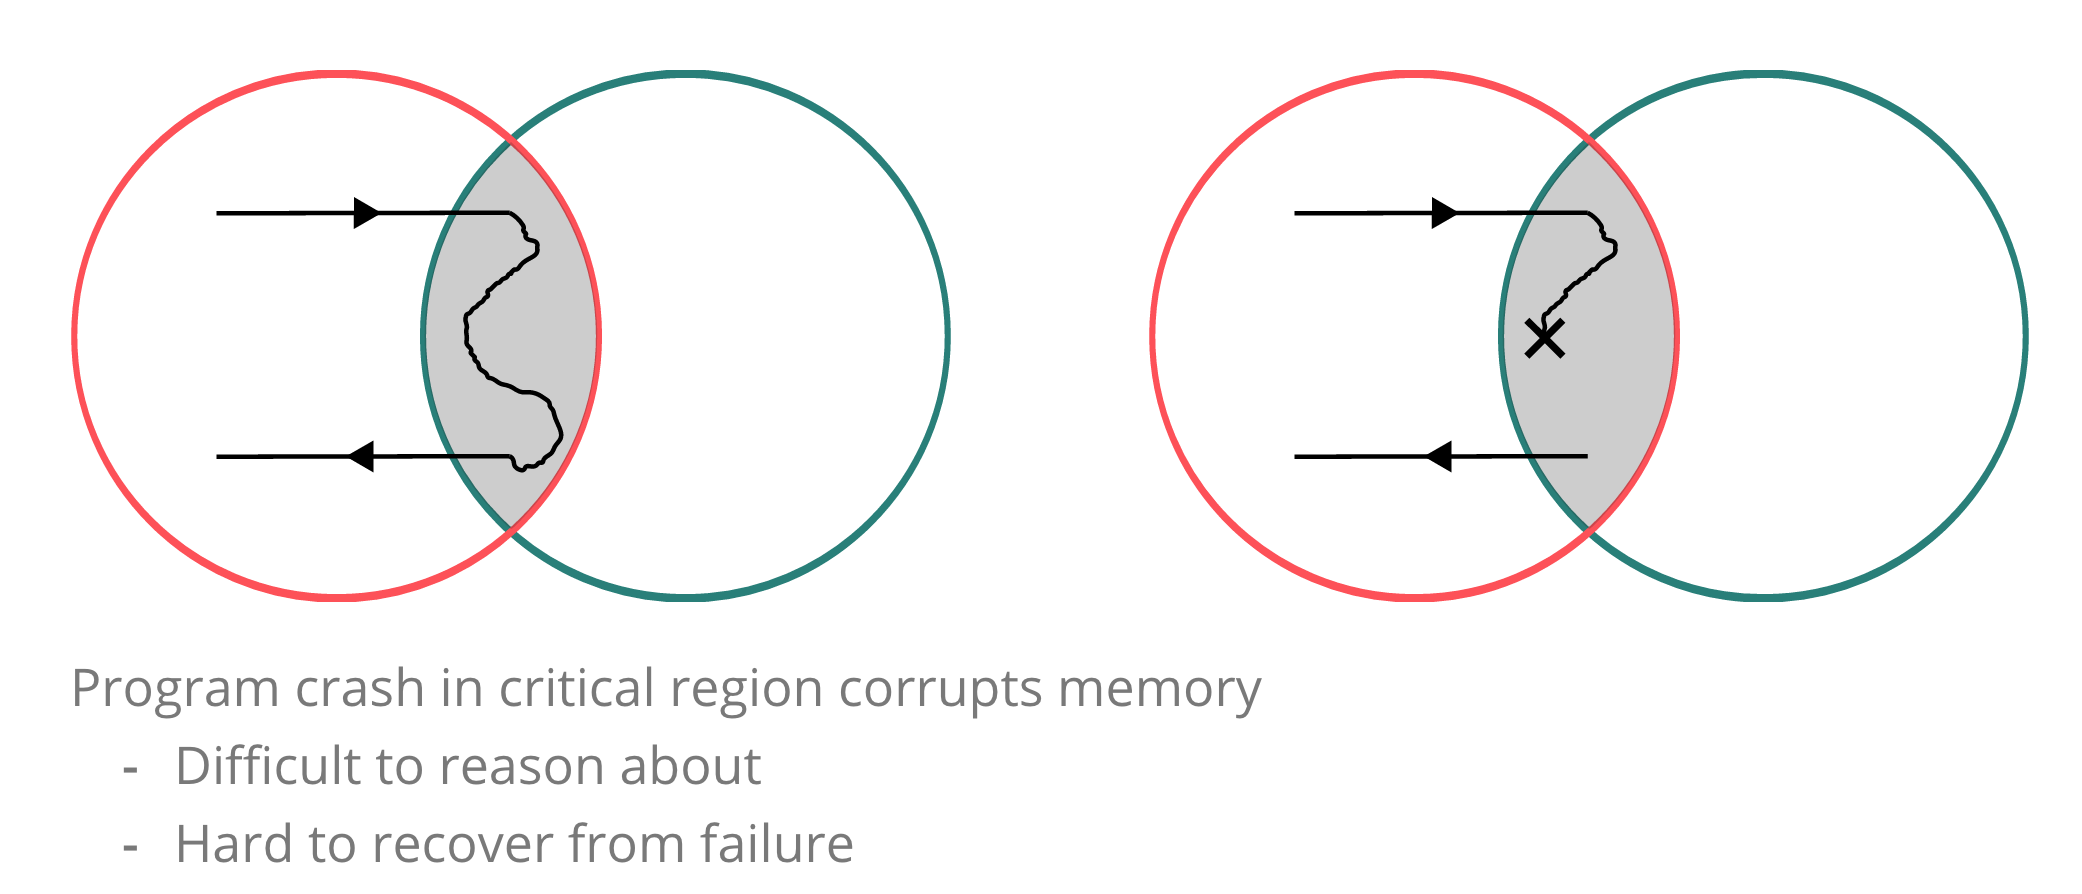 Program crash in critical region corrupts memory
- Difficult to reason about
- Hard to recover from failure